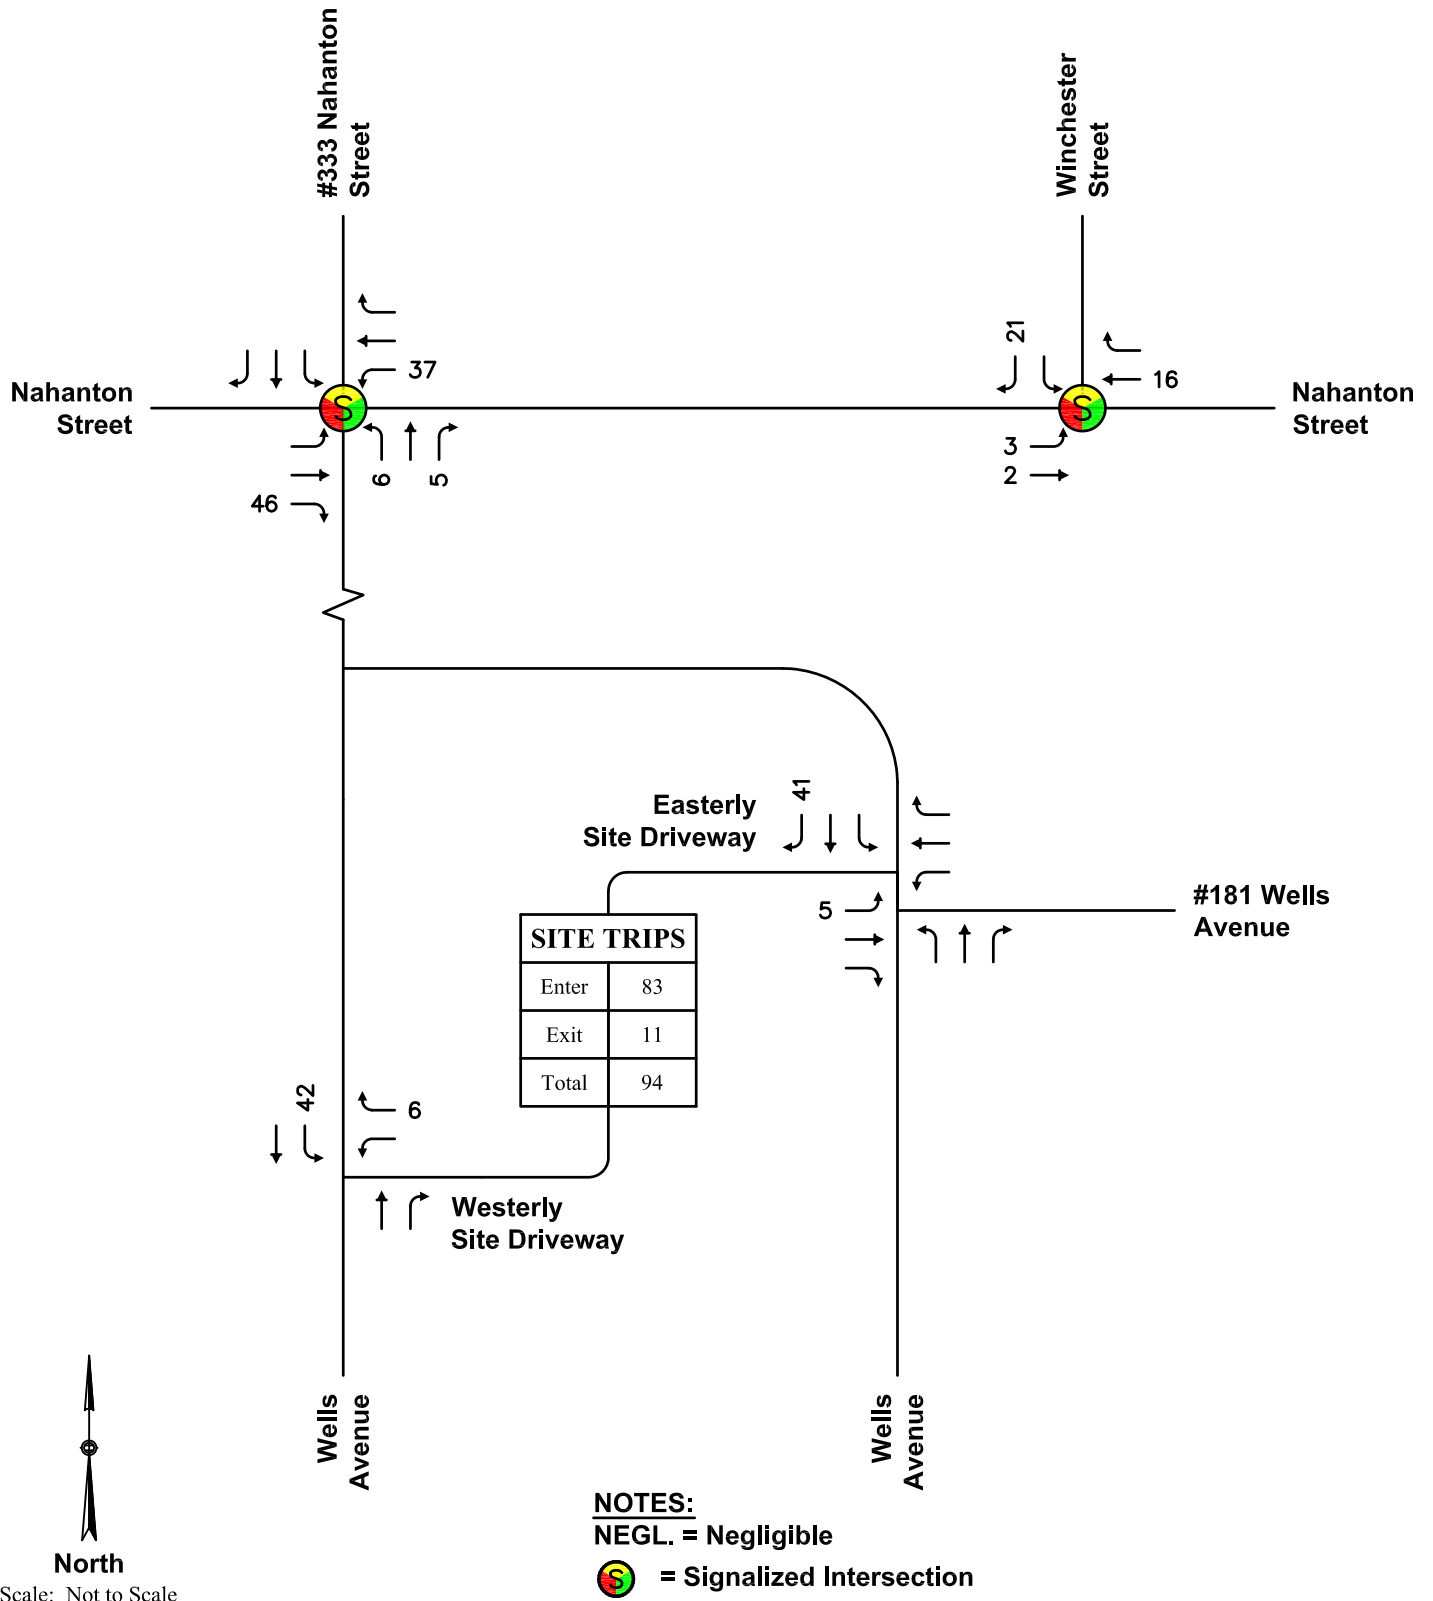 #333 Nahanton
Street
Winchester
Street
37
21
16
Nahanton
Street
S
S
Nahanton
Street
46
6
5
3
2
41
Easterly
Site Driveway
5
#181 Wells
Avenue
SITE TRIPS
Enter 83
Exit 11
Total 94
42
6
Westerly
Site Driveway
Wells
Avenue
Wells
Avenue
North
Scale: Not to Scale
NOTES:
NEGL. = Negligible
S = Signalized Intersection